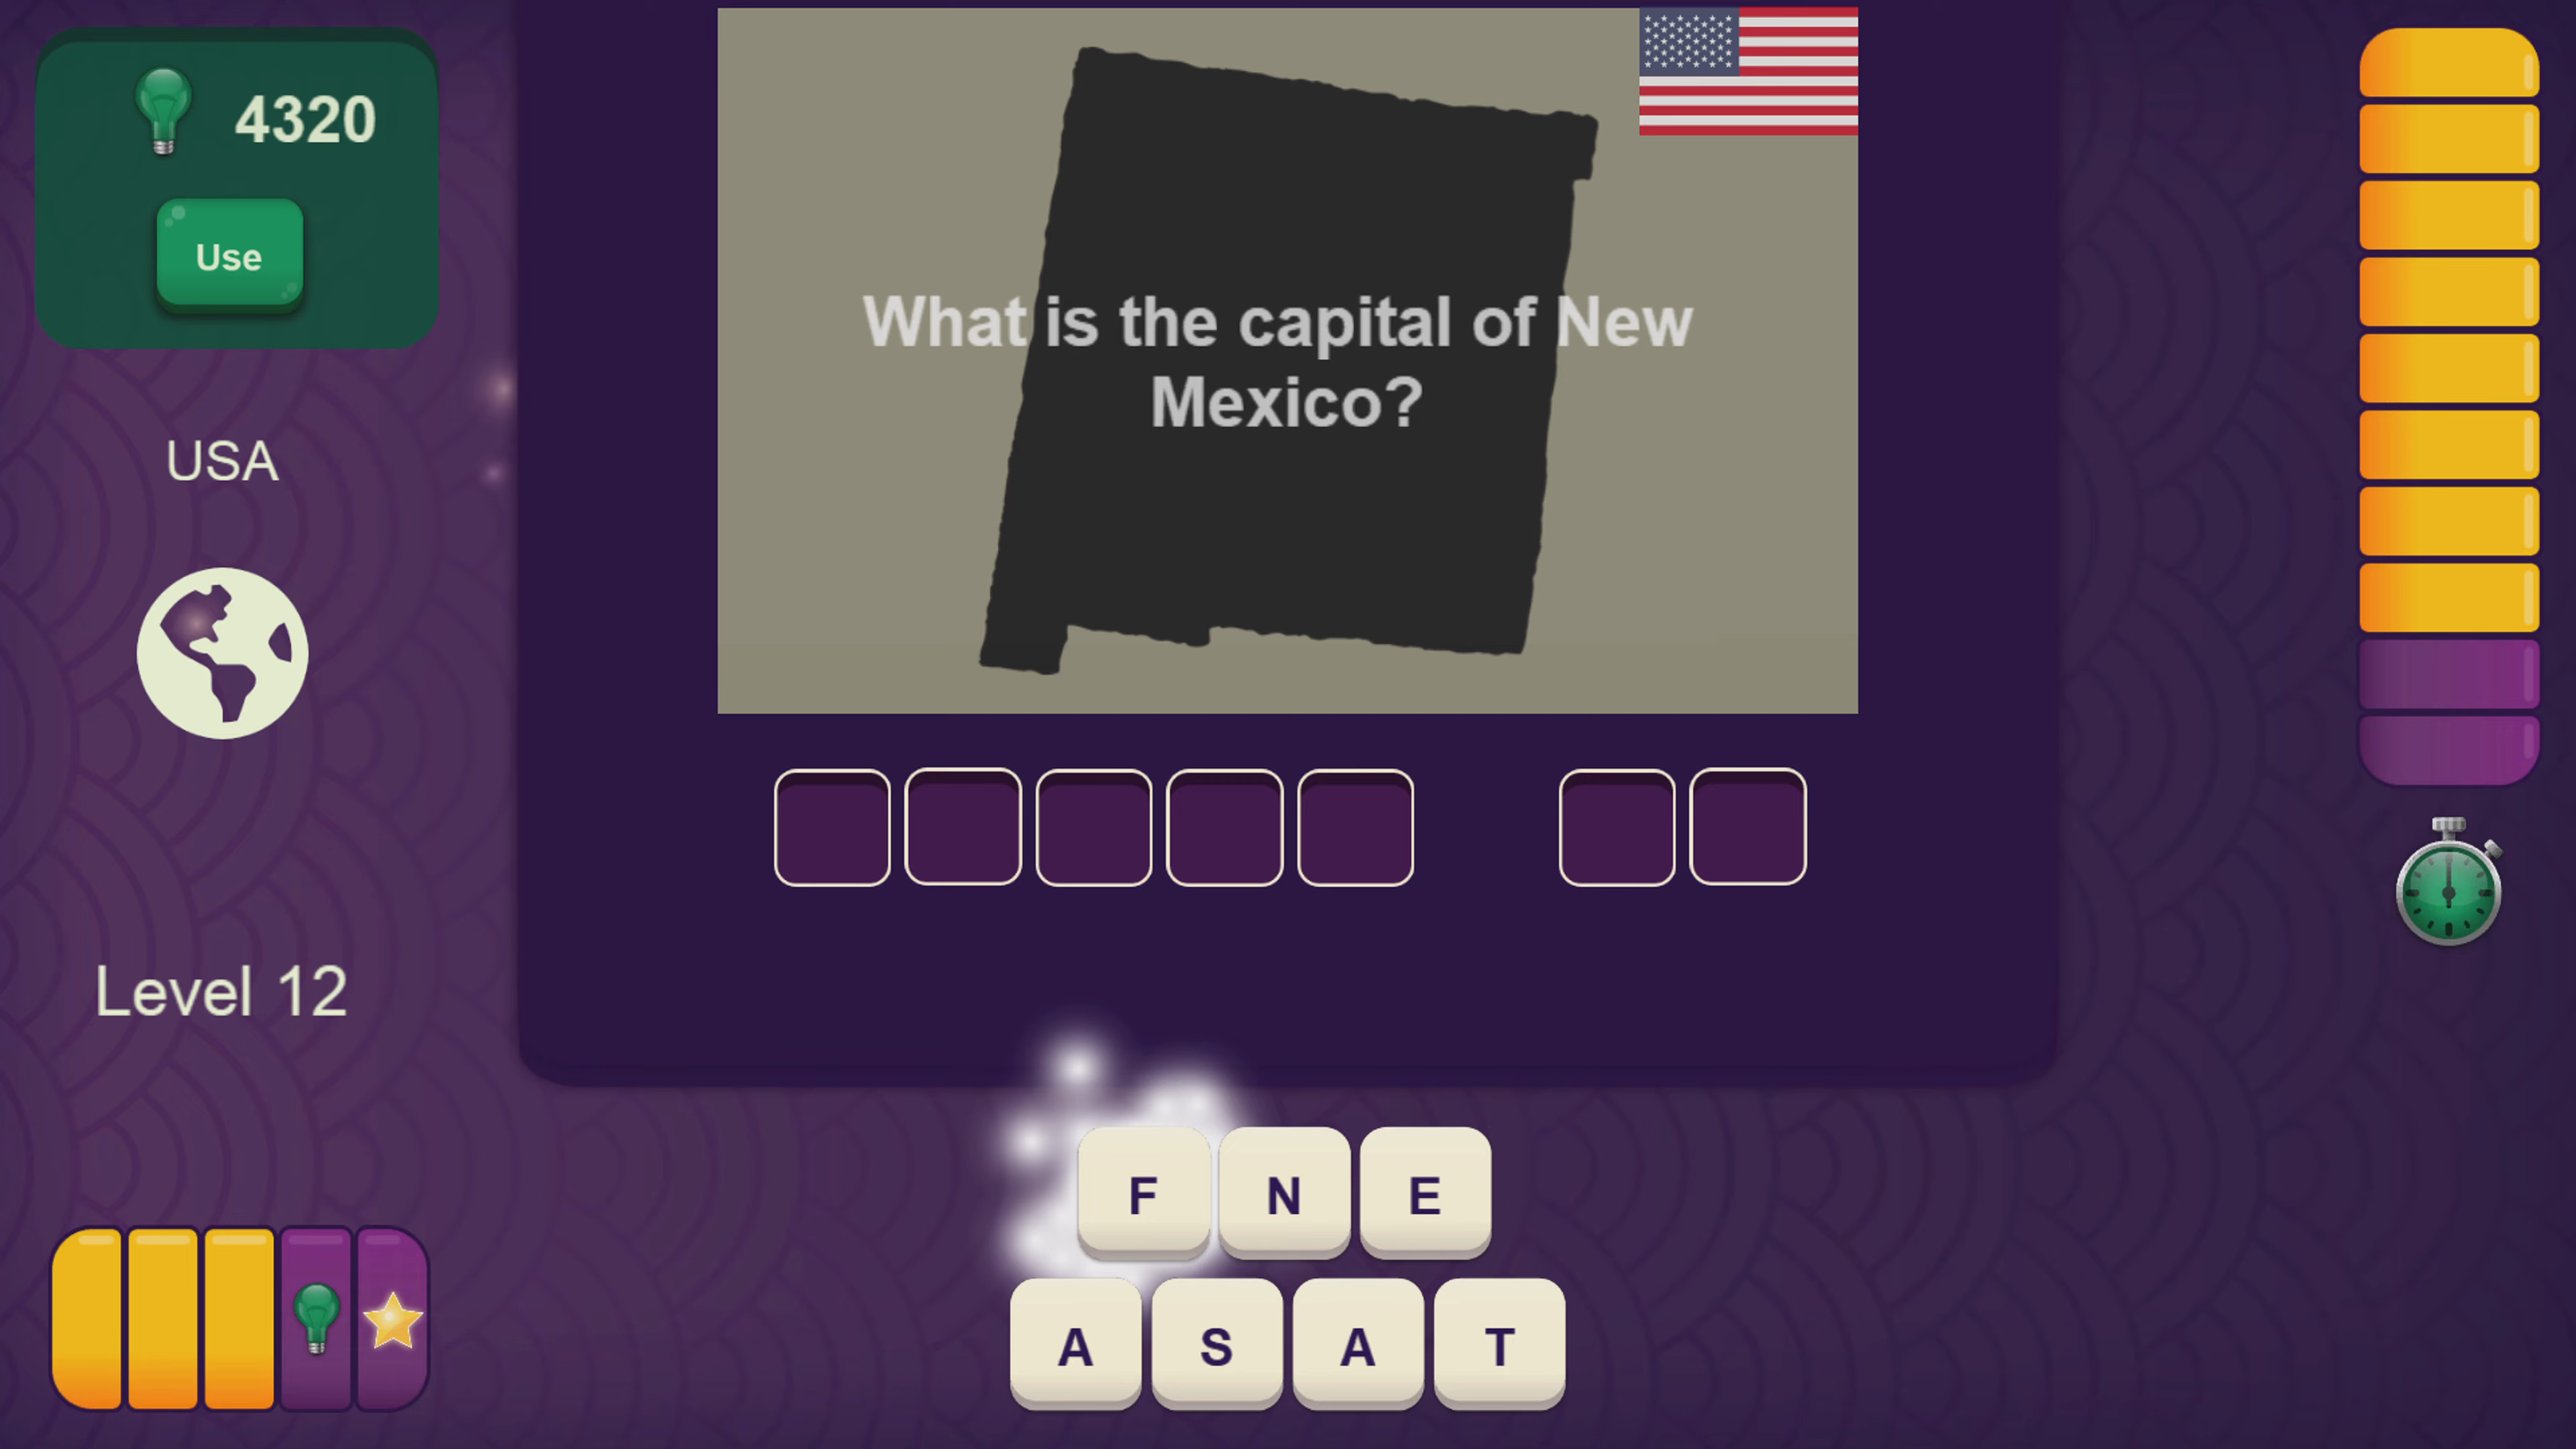 4320
Use
USA
Level 12
What is the capital of New
Mexico?
F N E
A S A T